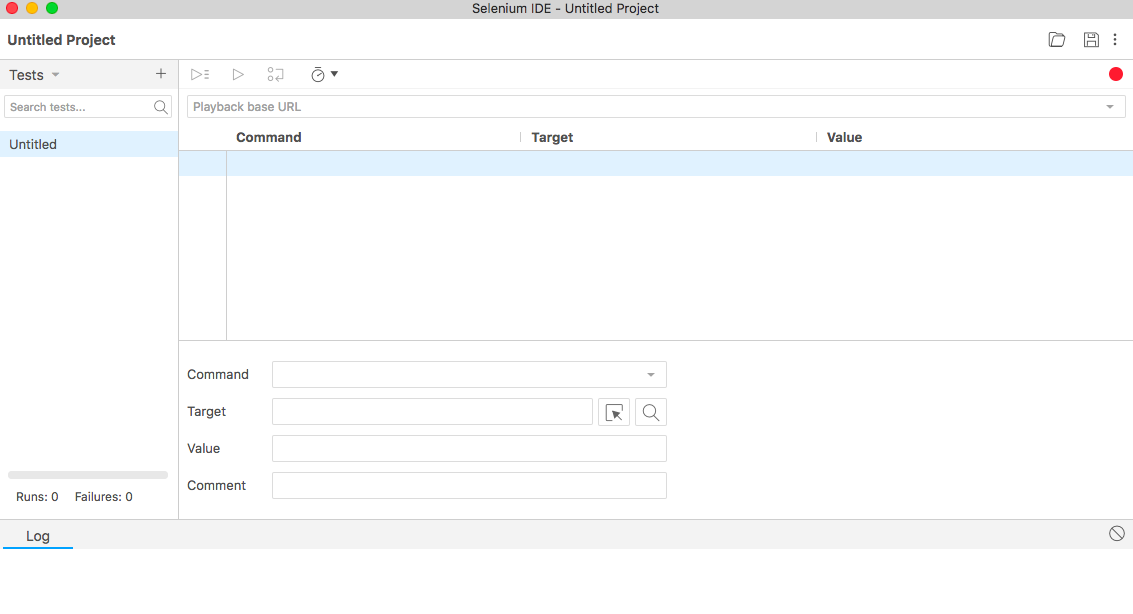 Selenium IDE - Untitled Project
Untitled Project
Tests
Search tests...
Playback base URL
Command Target Value
Untitled
Command
Target
Value
Comment
Runs: 0 Failures: 0
Log